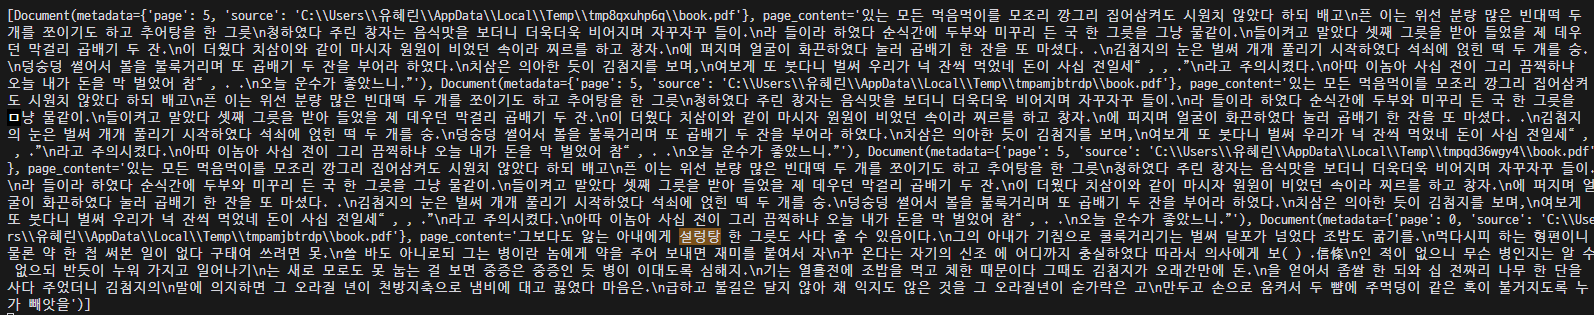 [Document(metadata={'page': 5, 'source': 'C:\\Users\\유혜린\\AppData\\Local\\Temp\\tmp8qxuhp6q\\book.pdf'}, page_content='있는 모든 먹음먹이를 모조리 깡그리 집어삼켜도 시원치 않았다 하되 배고\n픈 이는 위선 분량 많은 빈대떡 두
개를 쪼이기도 하고 추어탕을 한 그릇\n청하였다 주린 창자는 음식맛을 보더니 더욱더욱 비어지며 자꾸자꾸 들이.\n라 들이라 하였다 순식간에 두부와 미꾸리 든 국 한 그릇을 그냥 물같이.\n들이켜고 말았다 셋째 그릇을 받아 들었을 제 데우
던 막걸리 곱배기 두 잔.\n이 더웠다 치삼이와 같이 마시자 원원이 비었던 속이라 찌르를 하고 창자.\n에 퍼지며 얼굴이 화끈하였다 눌러 곱배기 한 잔을 또 마셨다. .\n김첨지의 눈은 벌써 개개 풀리기 시작하였다 석쇠에 얹힌 떡 두 개를 숭.
\n덩숭덩 썰어서 볼을 불룩거리며 또 곱배기 두 잔을 부어라 하였다.\n치삼은 의아한 듯이 김첨지를 보며,\n여보게 또 붓다니 벌써 우리가 넉 잔씩 먹었네 돈이 사십 전일세“ , , .”\n라고 주의시켰다.\n아따 이놈아 사십 전이 그리 끔찍하냐
오늘 내가 돈을 막 벌었어 참“ , . .\n오늘 운수가 좋았느니.”'), Document(metadata={'page': 5, 'source': 'C:\\Users\\유혜린\\AppData\\Local\\Temp\\tmpamjbtrdp\\book.pdf'}, page_content='있는 모든 먹음먹이를 모조리 깡그리 집어삼켜
도 시원치 않았다 하되 배고\n픈 이는 위선 분량 많은 빈대떡 두 개를 쪼이기도 하고 추어탕을 한 그릇\n청하였다 주린 창자는 음식맛을 보더니 더욱더욱 비어지며 자꾸자꾸 들이.\n라 들이라 하였다 순식간에 두부와 미꾸리 든 국 한 그릇을
냥 물같이.\n들이켜고 말았다 셋째 그릇을 받아 들었을 제 데우던 막걸리 곱배기 두 잔.\n이 더웠다 치삼이와 같이 마시자 원원이 비었던 속이라 찌르를 하고 창자.\n에 퍼지며 얼굴이 화끈하였다 눌러 곱배기 한 잔을 또 마셨다. .\n김첨지
의 눈은 벌써 개개 풀리기 시작하였다 석쇠에 얹힌 떡 두 개를 숭.\n덩숭덩 썰어서 볼을 불룩거리며 또 곱배기 두 잔을 부어라 하였다.\n치삼은 의아한 듯이 김첨지를 보며,\n여보게 또 붓다니 벌써 우리가 넉 잔씩 먹었네 돈이 사십 전일세“ ,
, .”\n라고 주의시켰다.\n아따 이놈아 사십 전이 그리 끔찍하냐 오늘 내가 돈을 막 벌었어 참“ , . .\n오늘 운수가 좋았느니.”'), Document(metadata={'page': 5, 'source': 'C:\\Users\\유혜린\\AppData\\Local\\Temp\\tmpqd36wgy4\\book.pdf'
}, page_content='있는 모든 먹음먹이를 모조리 깡그리 집어삼켜도 시원치 않았다 하되 배고\n픈 이는 위선 분량 많은 빈대떡 두 개를 쪼이기도 하고 추어탕을 한 그릇\n청하였다 주린 창자는 음식맛을 보더니 더욱더욱 비어지며 자꾸자꾸 들이.
\n라 들이라 하였다 순식간에 두부와 미꾸리 든 국 한 그릇을 그냥 물같이.\n들이켜고 말았다 셋째 그릇을 받아 들었을 제 데우던 막걸리 곱배기 두 잔.\n이 더웠다 치삼이와 같이 마시자 원원이 비었던 속이라 찌르를 하고 창자.\n에 퍼지며 얼
굴이 화끈하였다 눌러 곱배기 한 잔을 또 마셨다. .\n김첨지의 눈은 벌써 개개 풀리기 시작하였다 석쇠에 얹힌 떡 두 개를 숭.\n덩숭덩 썰어서 볼을 불룩거리며 또 곱배기 두 잔을 부어라 하였다.\n치삼은 의아한 듯이 김첨지를 보며,\n여보게
또 붓다니 벌써 우리가 넉 잔씩 먹었네 돈이 사십 전일세“ , , .”\n라고 주의시켰다.\n아따 이놈아 사십 전이 그리 끔찍하냐 오늘 내가 돈을 막 벌었어 참“ , . .\n오늘 운수가 좋았느니.”'), Document(metadata={'page': 0, 'source': 'C:\\Use
rs\\유혜린\\AppData\\Local\\Temp\\tmpamjbtrdp\\book.pdf'}, page_content='그보다도 앓는 아내에게 설렁탕 한 그릇도 사다 줄 수 있음이다.\n그의 아내가 기침으로 쿨룩거리기는 벌써 달포가 넘었다 조밥도 굶기를.\n먹다시피 하는 형편이니
물론 약 한 첩 써본 일이 없다 구태여 쓰려면 못.\n쓸 바도 아니로되 그는 병이란 놈에게 약을 주어 보내면 재미를 붙여서 자\n꾸 온다는 자기의 신조 에 어디까지 충실하였다 따라서 의사에게 보( ) .信條\n인 적이 없으니 무슨 병인지는 알 수
없으되 반듯이 누워 가지고 일어나기\n는 새로 모로도 못 눕는 걸 보면 중증은 중증인 듯 병이 이대도록 심해지.\n기는 열흘전에 조밥을 먹고 체한 때문이다 그때도 김첨지가 오래간만에 돈.\n을 얻어서 좁쌀 한 되와 십 전짜리 나무 한 단을
사다 주었더니 김첨지의\n말에 의지하면 그 오라질 년이 천방지축으로 냄비에 대고 끓였다 마음은.\n급하고 불길은 달지 않아 채 익지도 않은 것을 그 오라질년이 숟가락은 고\n만두고 손으로 움켜서 두 뺨에 주먹덩이 같은 혹이 불거지도록 누
가 빼앗을')]